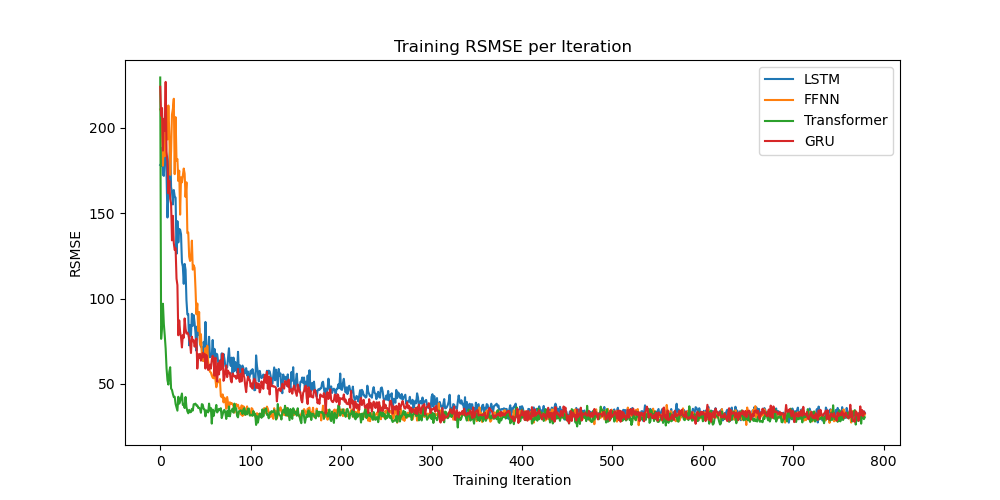 Training RSMSE per Iteration
LSTM
FFNN
Transformer
GRU
200
150
100
50
RSMSE
0 100 200 300 400 500 600 700 800
Training Iteration